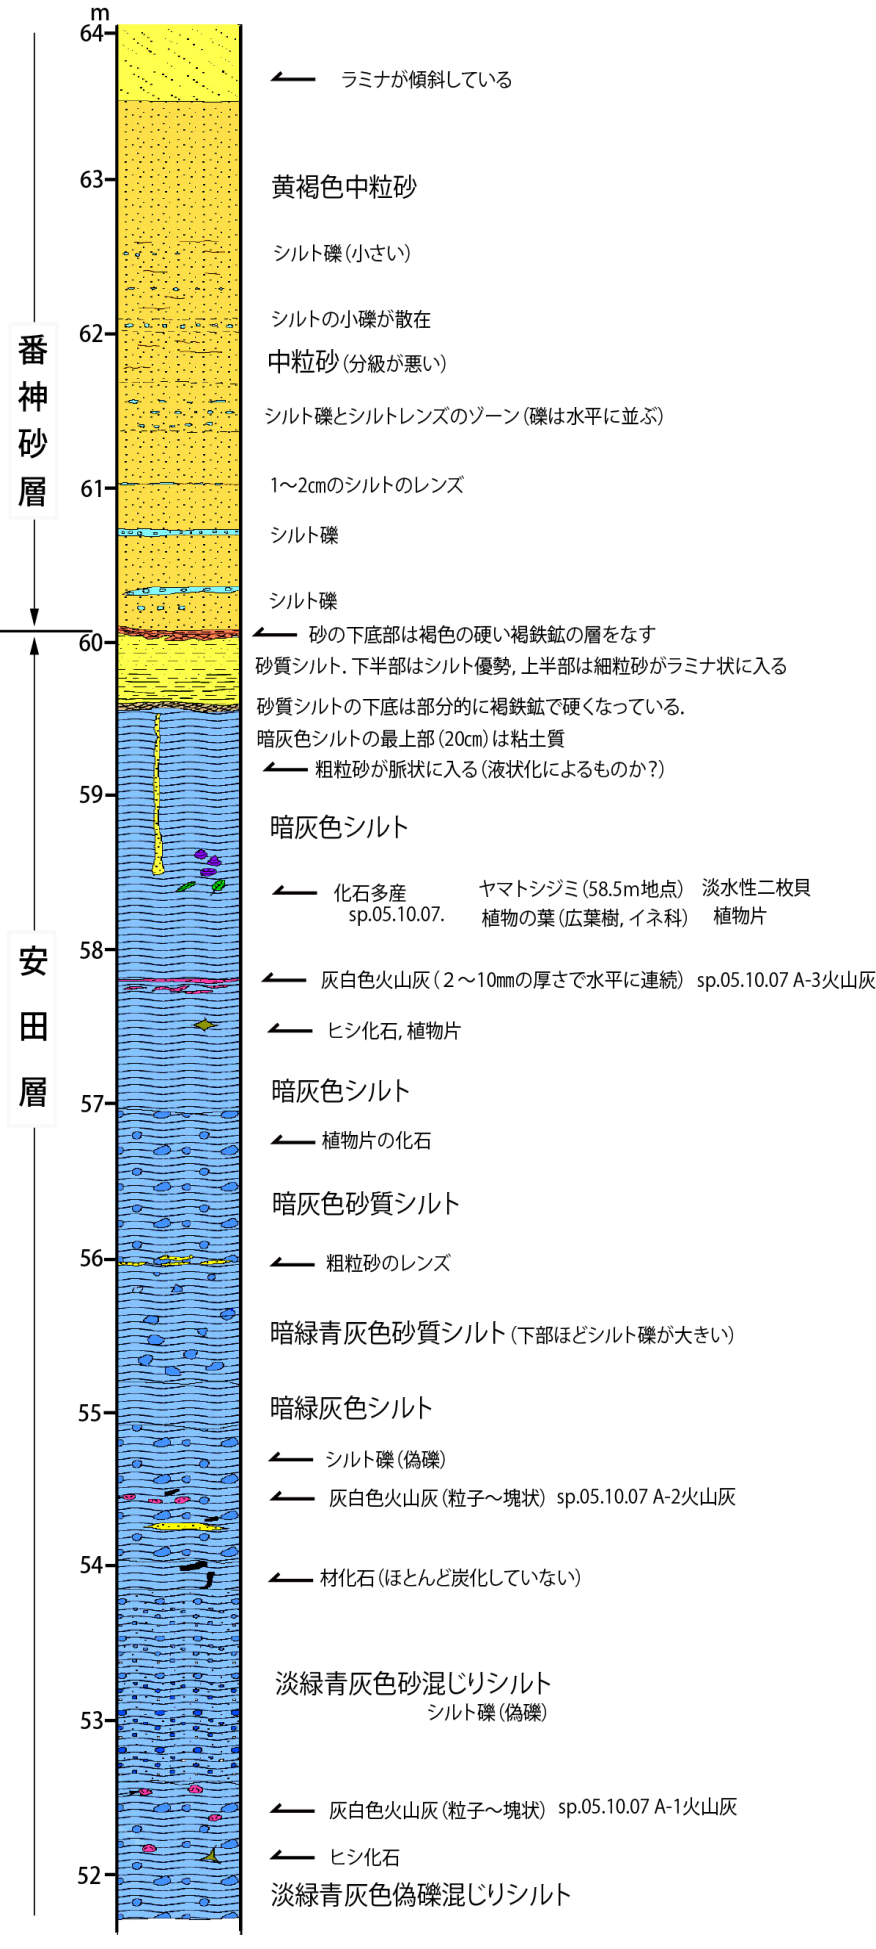 m
64
ラミナが傾斜している
63
黄褐色中粒砂
シルト礫(小さい)
シルトの小礫が散在
62
中粒砂(分級が悪い)
シルト礫とシルトレンズのゾーン(礫は水平に並ぶ)
61
1〜2㎝のシルトのレンズ
シルト礫
シルト礫
番神砂層
砂の下底部は褐色の硬い褐鉄鉱の層をなす
60
砂質シルト. 下半部はシルト優勢, 上半部は細粒砂がラミナ状に入る
砂質シルトの下底は部分的に褐鉄鉱で硬くなっている.
暗灰色シルトの最上部(20㎝)は粘土質
粗粒砂が脈状に入る(液状化によるものか?)
59
暗灰色シルト
化石多産 ヤマトシジミ(58.5m地点) 淡水性二枚貝
sp.05.10.07. 植物の葉(広葉樹, イネ科) 植物片
58
灰白色火山灰(2〜10㎜の厚さで水平に連続) sp.05.10.07 A-3火山灰
ヒシ化石, 植物片
安田層
暗灰色シルト
57
植物片の化石
暗灰色砂質シルト
56
粗粒砂のレンズ
暗緑青灰色砂質シルト(下部ほどシルト礫が大きい)
55
暗緑灰色シルト
シルト礫(偽礫)
灰白色火山灰(粒子〜塊状) sp.05.10.07 A-2火山灰
54
材化石(ほとんど炭化していない)
淡緑青灰色砂混じりシルト
シルト礫(偽礫)
53
灰白色火山灰(粒子〜塊状) sp.05.10.07 A-1火山灰
ヒシ化石
52
淡緑青灰色偽礫混じりシルト